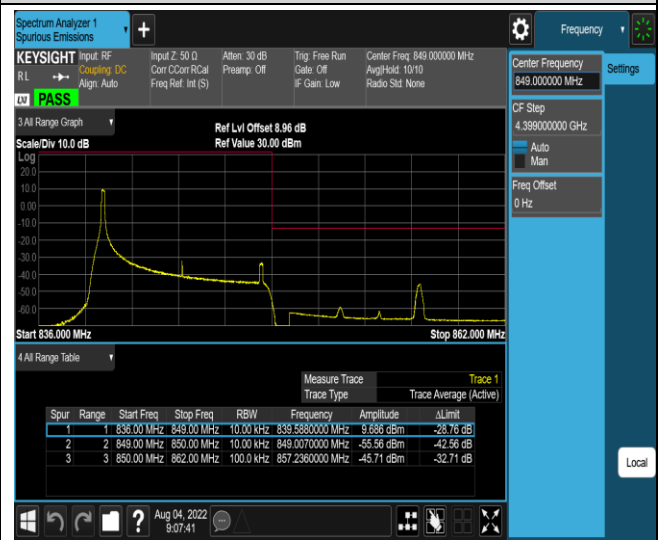 Spectrum Analyzer 1
Spurious Emissions
+
Frequency
KEYSIGHT Input: RF Input Z: 50 Ω Atten: 30 dB Trig: Free Run Center Freq: 849.000000 MHz
R L Coupling: DC Corr CCorr RCal Preamp: Off Gate: Off Avg|Hold: 10/10
Align: Auto Freq Ref: Int (S) IF Gain: Low Radio Std: None
LXI PASS
Center Frequency
849.000000 MHz
Settings
CF Step
4.399000000 GHz
Auto
Man
Freq Offset
0 Hz
3 All Range Graph
Ref Lvl Offset 8.96 dB
Scale/Div 10.0 dB Ref Value 30.00 dBm
Log
20.0
10.0
0.00
-10.0
-20.0
-30.0
-40.0
-50.0
-60.0
Start 836.000 MHz Stop 862.000 MHz
4 All Range Table
Measure Trace Trace 1
Trace Type Trace Average (Active)
Spur Range Start Freq Stop Freq RBW Frequency Amplitude ΔLimit
1 1 836.00 MHz 849.00 MHz 10.00 kHz 839.5880000 MHz 9.686 dBm -28.76 dB
2 2 849.00 MHz 850.00 MHz 10.00 kHz 849.0070000 MHz -55.56 dBm -42.56 dB
3 3 850.00 MHz 862.00 MHz 100.0 kHz 857.2360000 MHz -45.71 dBm -32.71 dB
Local
?
Aug 04, 2022
9:07:41